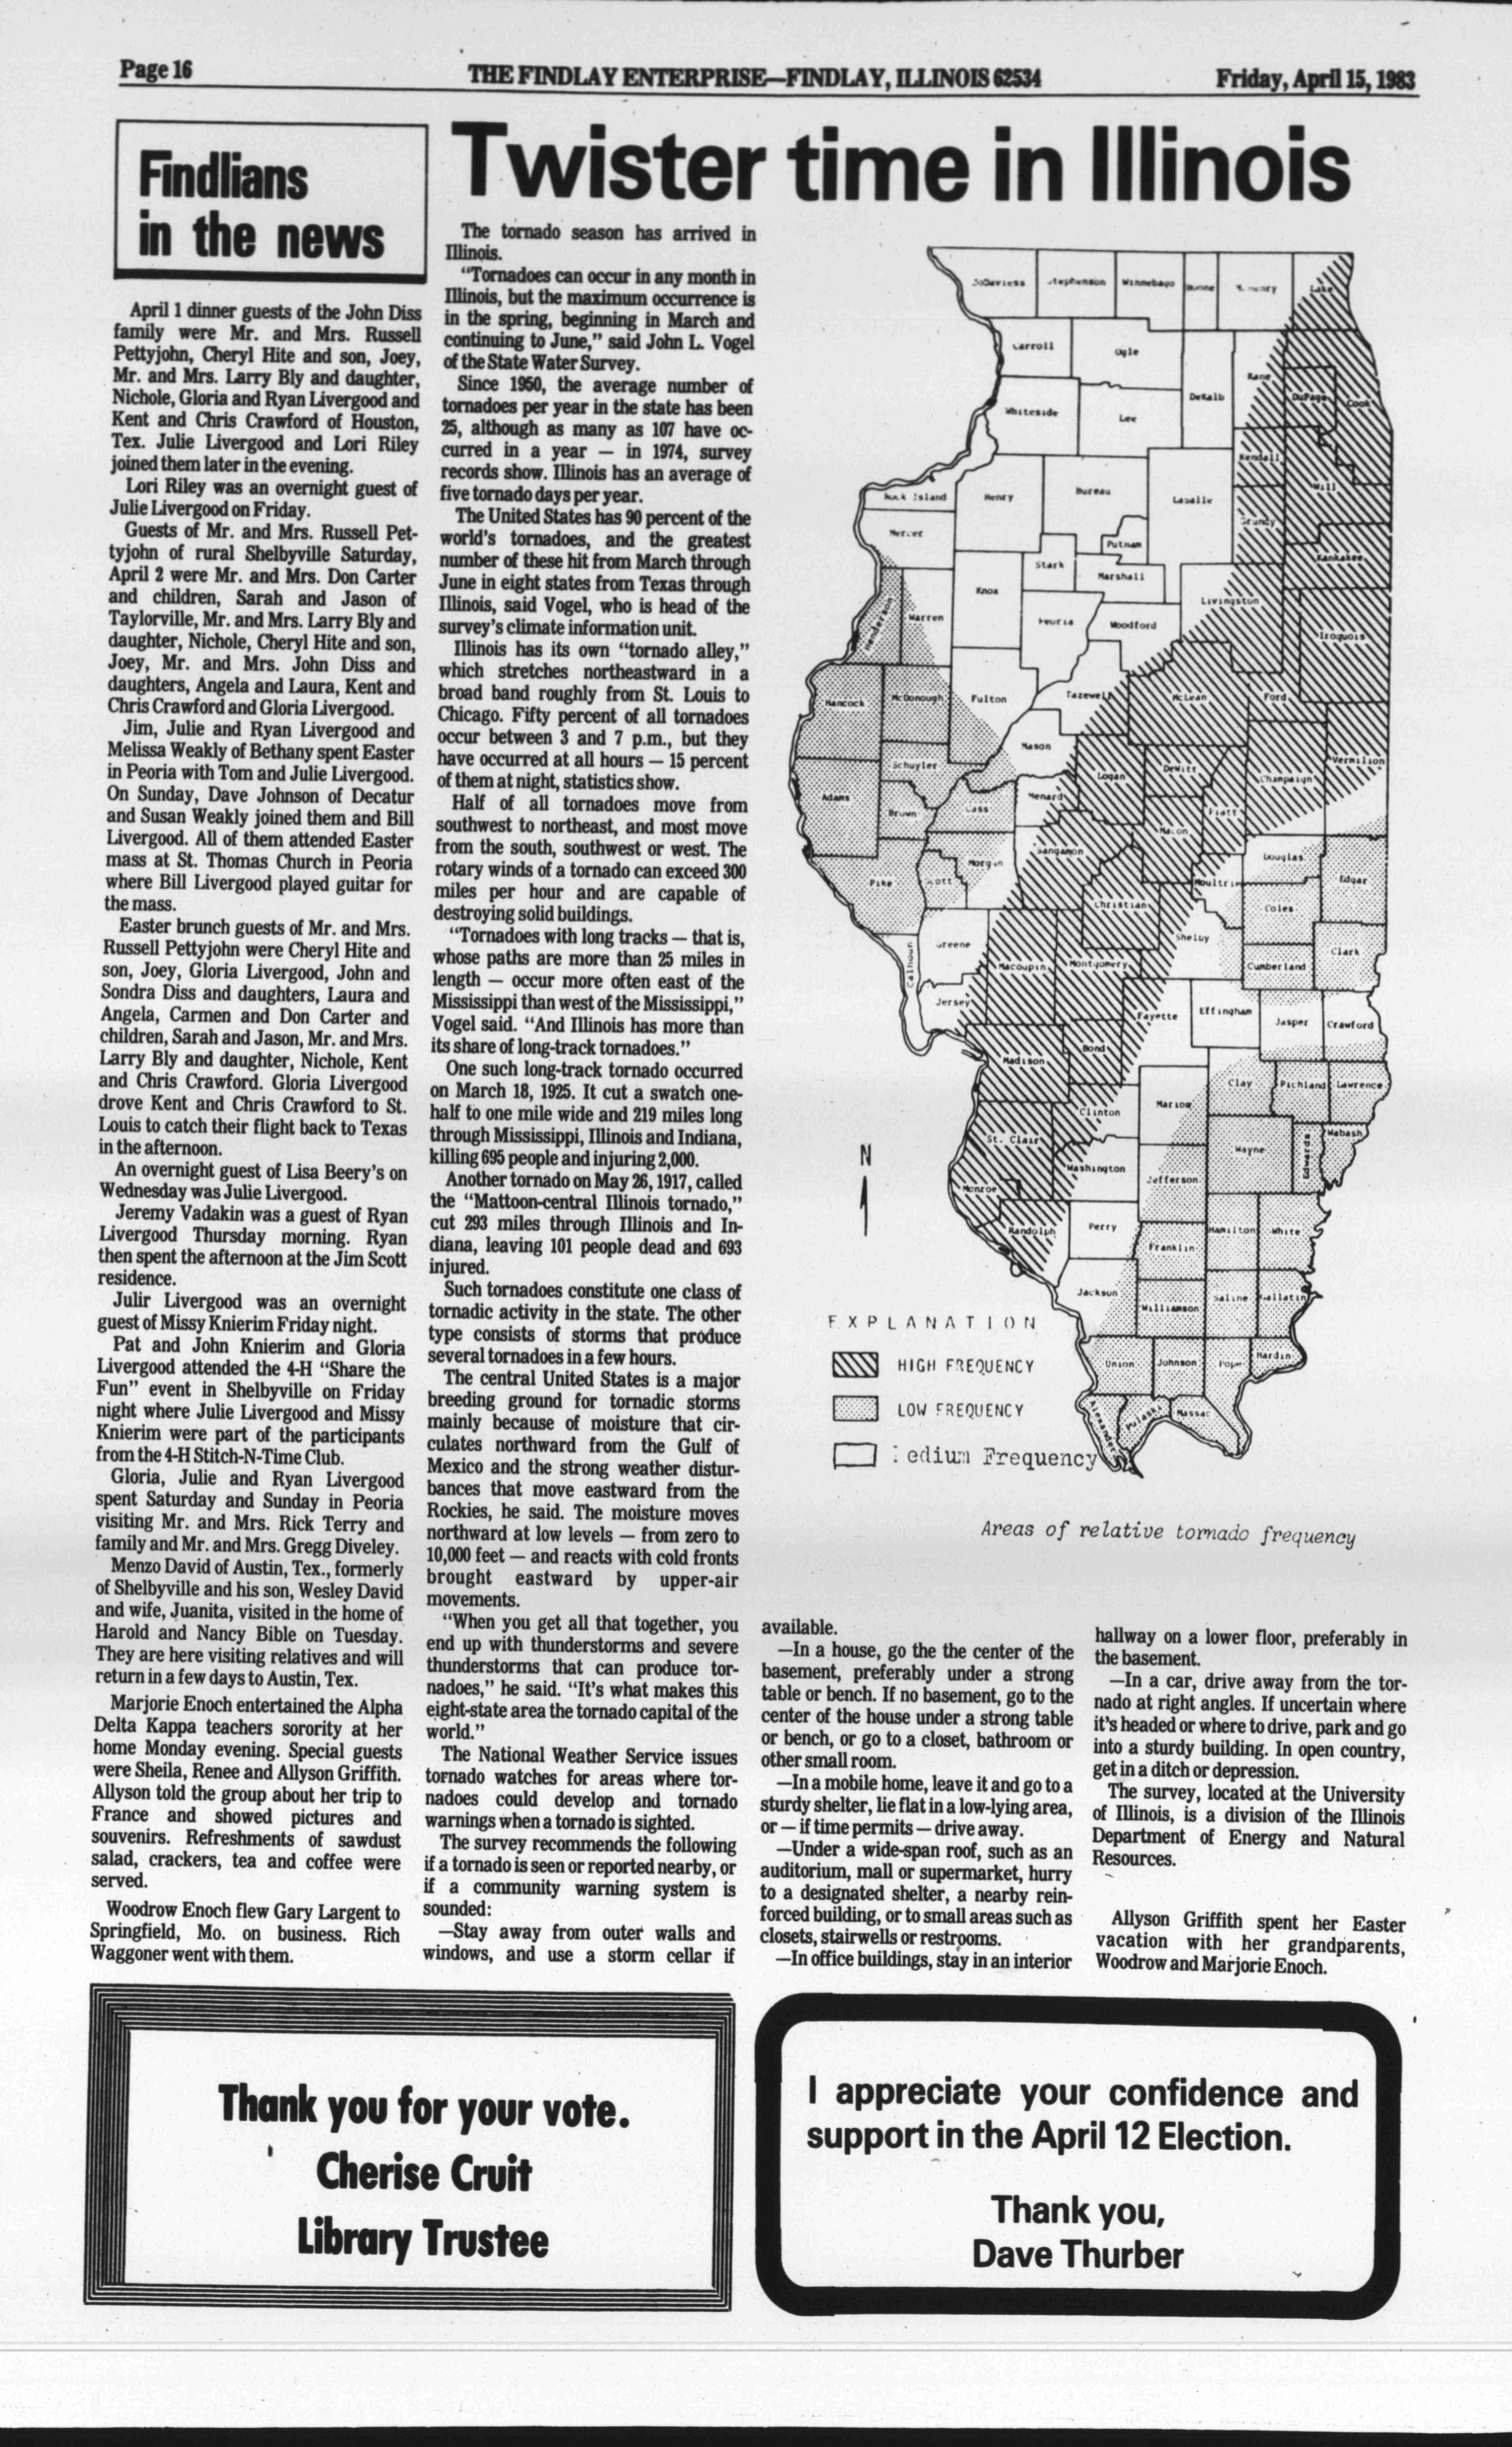 Page 16
THE FINDLAY ENTERPRISE—FINDLAY, ILLINOIS 62534
Friday, April 15, 1983
Findlians
in the news
April 1 dinner guests of the John Diss
family were Mr. and Mrs. Russell
Pettyjohn, Cheryl Hite and son, Joey,
Mr. and Mrs. Larry Bly and daughter,
Nichole, Gloria and Ryan Livergood and
Kent and Chris Crawford of Houston,
Tex. Julie Livergood and Lori Riley
joined them later in the evening.
Lori Riley was an overnight guest of
Julie Livergood on Friday.
Guests of Mr. and Mrs. Russell Pet-
tyjohn of rural Shelbyville Saturday,
April 2 were Mr. and Mrs. Don Carter
and children, Sarah and Jason of
Taylorville, Mr. and Mrs. Larry Bly and
daughter, Nichole, Cheryl Hite and son,
Joey, Mr. and Mrs. John Diss and
daughters, Angela and Laura, Kent and
Chris Crawford and Gloria Livergood.
Jim, Julie and Ryan Livergood and
Melissa Weakly of Bethany spent Easter
in Peoria with Tom and Julie Livergood.
On Sunday, Dave Johnson of Decatur
and Susan Weakly joined them and Bill
Livergood. All of them attended Easter
mass at St. Thomas Church in Peoria
where Bill Livergood played guitar for
the mass.
Easter brunch guests of Mr. and Mrs.
Russell Pettyjohn were Cheryl Hite and
son, Joey, Gloria Livergood, John and
Sondra Diss and daughters, Laura and
Angela, Carmen and Don Carter and
children, Sarah and Jason, Mr. and Mrs.
Larry Bly and daughter, Nichole, Kent
and Chris Crawford. Gloria Livergood
drove Kent and Chris Crawford to St.
Louis to catch their flight back to Texas
in the afternoon.
An overnight guest of Lisa Beery's on
Wednesday was Julie Livergood.
Jeremy Vadakin was a guest of Ryan
Livergood Thursday morning. Ryan
then spent the afternoon at the Jim Scott
residence.
Julir Livergood was an overnight
guest of Missy Knierim Friday night.
Pat and John Knierim and Gloria
Livergood attended the 4-H "Share the
Fun" event in Shelbyville on Friday
night where Julie Livergood and Missy
Knierim were part of the participants
from the 4-H Stitch-N-Time Club.
Gloria, Julie and Ryan Livergood
spent Saturday and Sunday in Peoria
visiting Mr. and Mrs. Rick Terry and
family and Mr. and Mrs. Gregg Diveley.
Menzo David of Austin, Tex., formerly
of Shelbyville and his son, Wesley David
and wife, Juanita, visited in the home of
Harold and Nancy Bible on Tuesday.
They are here visiting relatives and will
return in a few days to Austin, Tex.
Marjorie Enoch entertained the Alpha
Delta Kappa teachers sorority at her
home Monday evening. Special guests
were Sheila, Renee and Allyson Griffith.
Allyson told the group about her trip to
France and showed pictures and
souvenirs. Refreshments of sawdust
salad, crackers, tea and coffee were
served.
Woodrow Enoch flew Gary Largent to
Springfield, Mo. on business. Rich
Waggoner went with them.
Twister time in Illinois
The tornado season has arrived in
Illinois.
"Tornadoes can occur in any month in
Illinois, but the maximum occurrence is
in the spring, beginning in March and
continuing to June," said John L. Vogel
of the State Water Survey.
Since 1950, the average number of
tornadoes per year in the state has been
25, although as many as 107 have oc-
curred in a year — in 1974, survey
records show. Illinois has an average of
five tornado days per year.
The United States has 90 percent of the
world's tornadoes, and the greatest
number of these hit from March through
June in eight states from Texas through
Illinois, said Vogel, who is head of the
survey's climate information unit.
Illinois has its own "tornado alley,"
which stretches northeastward in a
broad band roughly from St. Louis to
Chicago. Fifty percent of all tornadoes
occur between 3 and 7 p.m., but they
have occurred at all hours — 15 percent
of them at night, statistics show.
Half of all tornadoes move from
southwest to northeast, and most move
from the south, southwest or west. The
rotary winds of a tornado can exceed 300
miles per hour and are capable of
destroying solid buildings.
"Tornadoes with long tracks — that is,
whose paths are more than 25 miles in
length — occur more often east of the
Mississippi than west of the Mississippi,"
Vogel said. "And Illinois has more than
its share of long-track tornadoes."
One such long-track tornado occurred
on March 18, 1925. It cut a swatch one-
half to one mile wide and 219 miles long
through Mississippi, Illinois and Indiana,
killing 695 people and injuring 2,000.
Another tornado on May 26, 1917, called
the "Mattoon-central Illinois tornado,"
cut 293 miles through Illinois and In-
diana, leaving 101 people dead and 693
injured.
Such tornadoes constitute one class of
tornadic activity in the state. The other
type consists of storms that produce
several tornadoes in a few hours.
The central United States is a major
breeding ground for tornadic storms
mainly because of moisture that cir-
culates northward from the Gulf of
Mexico and the strong weather distur-
bances that move eastward from the
Rockies, he said. The moisture moves
northward at low levels — from zero to
10,000 feet — and reacts with cold fronts
brought eastward by upper-air
movements.
"When you get all that together, you
end up with thunderstorms and severe
thunderstorms that can produce tor-
nadoes," he said. "It's what makes this
eight-state area the tornado capital of the
world."
The National Weather Service issues
tornado watches for areas where tor-
nadoes could develop and tornado
warnings when a tornado is sighted.
The survey recommends the following
if a tornado is seen or reported nearby, or
if a community warning system is
sounded:
—Stay away from outer walls and
windows, and use a storm cellar if
JoDaviess Stephenson Winnebago Boone McHenry Lake
Carroll Ogle Kane
Whiteside Lee DeKalb DuPage Cook
Kendall
Rock Island Henry Bureau LaSalle Will
Mercer Putnam Grundy
Stark Marshall Kankakee
Henderson Warren Knox Peoria Woodford Livingston Iroquois
Hancock McDonough Fulton Tazewell McLean Ford
Mason
Schuyler Logan DeWitt Champaign Vermilion
Adams Brown Cass Menard Piatt
Macon
Pike Scott Morgan Sangamon Moultrie Douglas Edgar
Christian Coles
Calhoun Greene Macoupin Montgomery Shelby Cumberland Clark
Jersey Fayette Effingham Jasper Crawford
Madison Bond
Clinton Marion Clay Richland Lawrence
St. Clair Wayne Edwards Wabash
Monroe Washington Jefferson
Randolph Perry Franklin Hamilton White
Jackson Williamson Saline Gallatin
Union Johnson Pope Hardin
Alexander Pulaski Massac
N
EXPLANATION
HIGH FREQUENCY
LOW FREQUENCY
edium Frequency
Areas of relative tornado frequency
available.
—In a house, go the the center of the
basement, preferably under a strong
table or bench. If no basement, go to the
center of the house under a strong table
or bench, or go to a closet, bathroom or
other small room.
—In a mobile home, leave it and go to a
sturdy shelter, lie flat in a low-lying area,
or — if time permits — drive away.
—Under a wide-span roof, such as an
auditorium, mall or supermarket, hurry
to a designated shelter, a nearby rein-
forced building, or to small areas such as
closets, stairwells or restrooms.
—In office buildings, stay in an interior
hallway on a lower floor, preferably in
the basement.
—In a car, drive away from the tor-
nado at right angles. If uncertain where
it's headed or where to drive, park and go
into a sturdy building. In open country,
get in a ditch or depression.
The survey, located at the University
of Illinois, is a division of the Illinois
Department of Energy and Natural
Resources.
Allyson Griffith spent her Easter
vacation with her grandparents,
Woodrow and Marjorie Enoch.
Thank you for your vote.
Cherise Cruit
Library Trustee
I appreciate your confidence and
support in the April 12 Election.
Thank you,
Dave Thurber